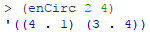 > (enCirc 2 4)
'((4 . 1) (3 . 4))